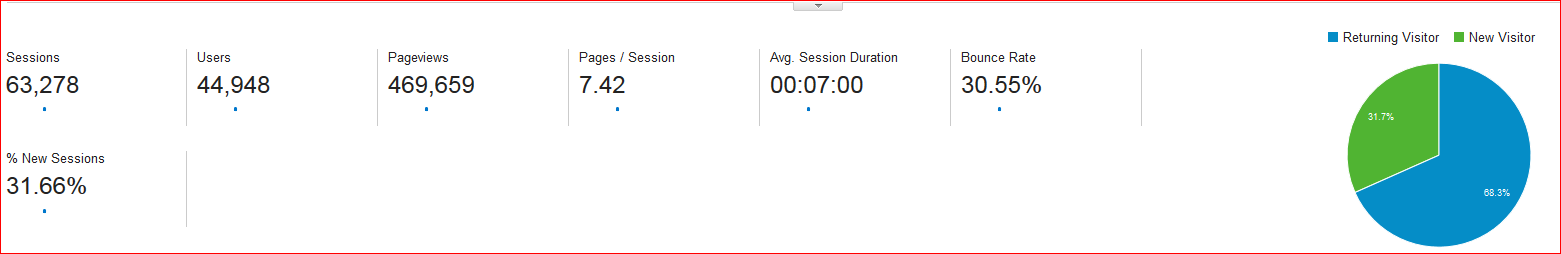 Returning Visitor New Visitor
Sessions Users Pageviews Pages / Session Avg. Session Duration Bounce Rate
63,278 44,948 469,659 7.42 00:07:00 30.55%
31.7%
% New Sessions
31.66%
68.3%